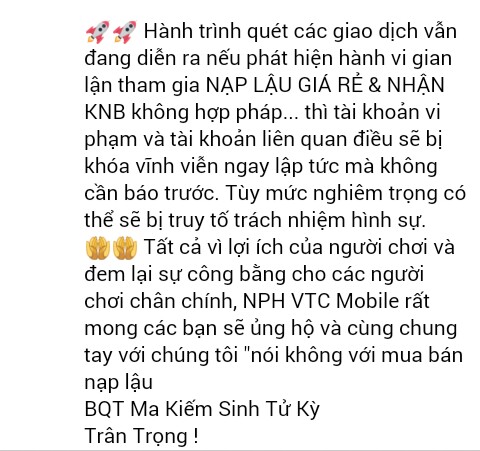 🚀🚀 Hành trình quét các giao dịch vẫn
đang diễn ra nếu phát hiện hành vi gian
lận tham gia NẠP LẬU GIÁ RẺ & NHẬN
KNB không hợp pháp... thì tài khoản vi
phạm và tài khoản liên quan điều sẽ bị
khóa vĩnh viễn ngay lập tức mà không
cần báo trước. Tùy mức nghiêm trọng có
thể sẽ bị truy tố trách nhiệm hình sự.
🤲🤲 Tất cả vì lợi ích của người chơi và
đem lại sự công bằng cho các người
chơi chân chính, NPH VTC Mobile rất
mong các bạn sẽ ủng hộ và cùng chung
tay với chúng tôi "nói không với mua bán
nạp lậu
BQT Ma Kiếm Sinh Tử Kỳ
Trân Trọng !